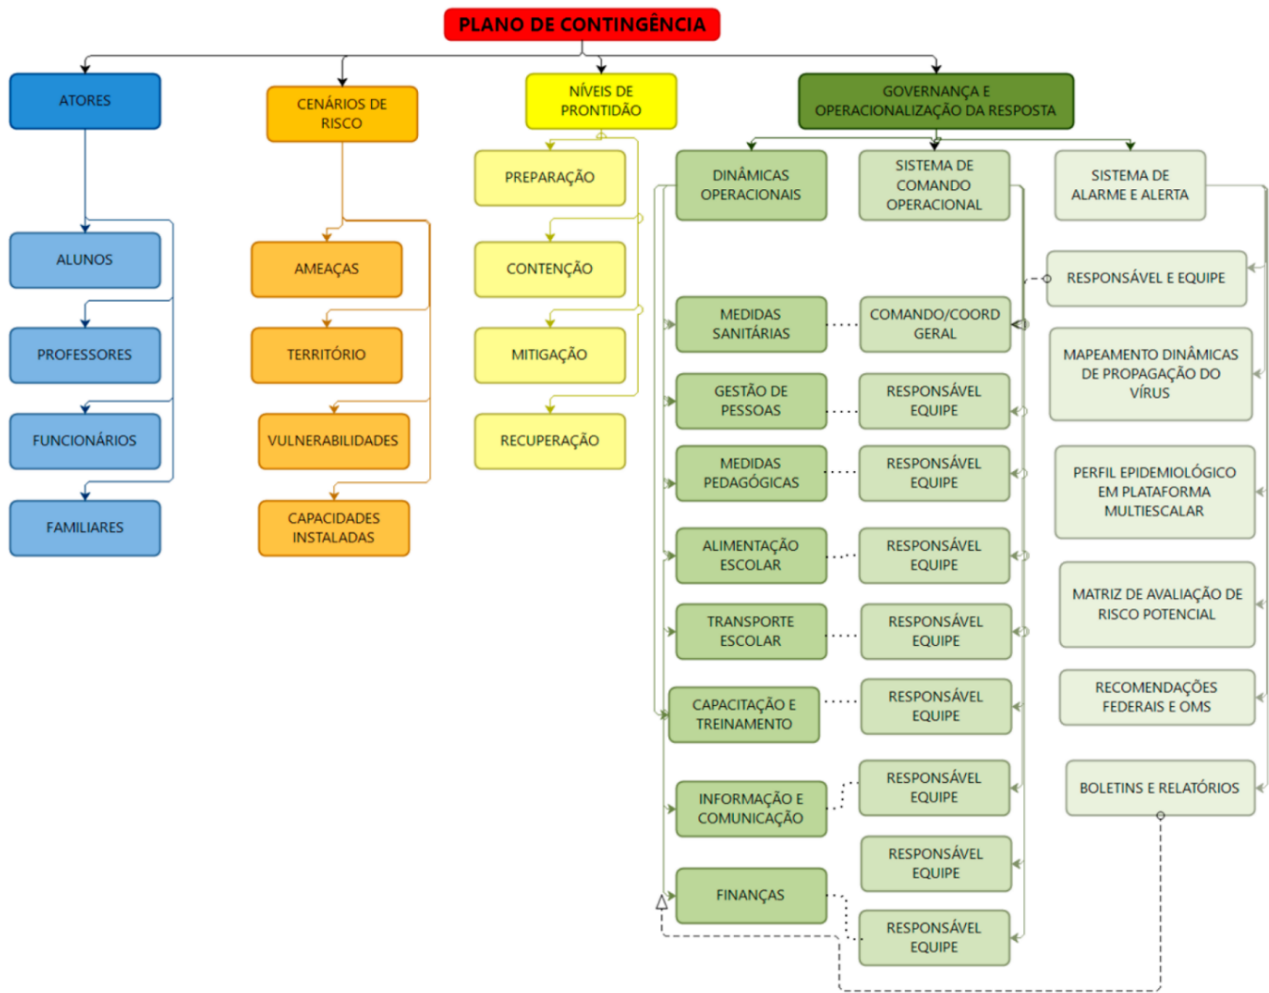 PLANO DE CONTINGÊNCIA
ATORES
ALUNOS
PROFESSORES
FUNCIONÁRIOS
FAMILIARES
CENÁRIOS DE
RISCO
AMEAÇAS
TERRITÓRIO
VULNERABILIDADES
CAPACIDADES
INSTALADAS
NÍVEIS DE
PRONTIDÃO
PREPARAÇÃO
CONTENÇÃO
MITIGAÇÃO
RECUPERAÇÃO
GOVERNANÇA E
OPERACIONALIZAÇÃO DA RESPOSTA
DINÂMICAS
OPERACIONAIS
MEDIDAS
SANITÁRIAS
GESTÃO DE
PESSOAS
MEDIDAS
PEDAGÓGICAS
ALIMENTAÇÃO
ESCOLAR
TRANSPORTE
ESCOLAR
CAPACITAÇÃO E
TREINAMENTO
INFORMAÇÃO E
COMUNICAÇÃO
FINANÇAS
SISTEMA DE
COMANDO
OPERACIONAL
COMANDO/COORD
GERAL
RESPONSÁVEL
EQUIPE
RESPONSÁVEL
EQUIPE
RESPONSÁVEL
EQUIPE
RESPONSÁVEL
EQUIPE
RESPONSÁVEL
EQUIPE
RESPONSÁVEL
EQUIPE
RESPONSÁVEL
EQUIPE
RESPONSÁVEL
EQUIPE
SISTEMA DE
ALARME E ALERTA
RESPONSÁVEL E EQUIPE
MAPEAMENTO DINÂMICAS
DE PROPAGAÇÃO DO
VÍRUS
PERFIL EPIDEMIOLÓGICO
EM PLATAFORMA
MULTIESCALAR
MATRIZ DE AVALIAÇÃO DE
RISCO POTENCIAL
RECOMENDAÇÕES
FEDERAIS E OMS
BOLETINS E RELATÓRIOS